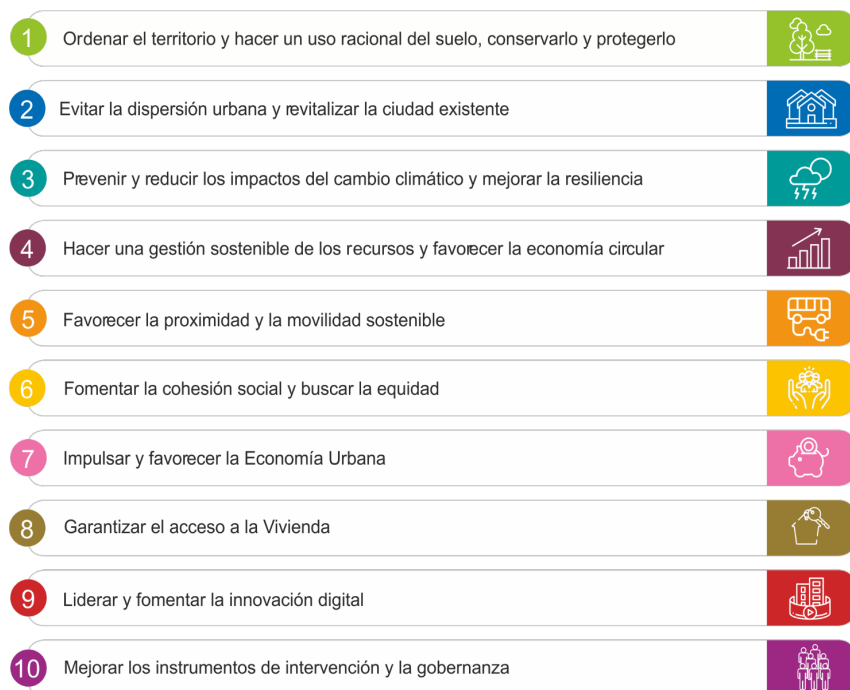 1 Ordenar el territorio y hacer un uso racional del suelo, conservarlo y protegerlo
2 Evitar la dispersión urbana y revitalizar la ciudad existente
3 Prevenir y reducir los impactos del cambio climático y mejorar la resiliencia
4 Hacer una gestión sostenible de los recursos y favorecer la economía circular
5 Favorecer la proximidad y la movilidad sostenible
6 Fomentar la cohesión social y buscar la equidad
7 Impulsar y favorecer la Economía Urbana
8 Garantizar el acceso a la Vivienda
9 Liderar y fomentar la innovación digital
10 Mejorar los instrumentos de intervención y la gobernanza